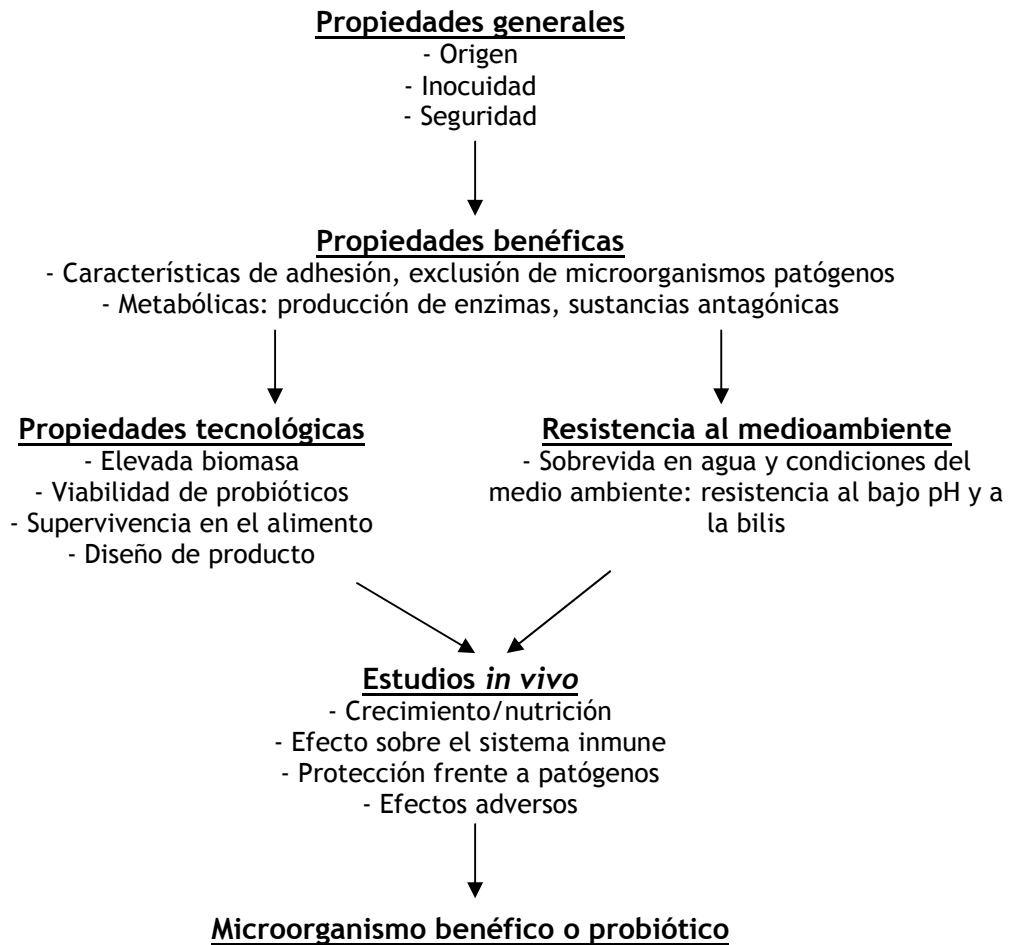 Propiedades generales
- Origen
- Inocuidad
- Seguridad
Propiedades benéficas
- Características de adhesión, exclusión de microorganismos patógenos
- Metabólicas: producción de enzimas, sustancias antagónicas
Propiedades tecnológicas
- Elevada biomasa
- Viabilidad de probióticos
- Supervivencia en el alimento
- Diseño de producto
Resistencia al medioambiente
- Sobrevida en agua y condiciones del
medio ambiente: resistencia al bajo pH y a
la bilis
Estudios in vivo
- Crecimiento/nutrición
- Efecto sobre el sistema inmune
- Protección frente a patógenos
- Efectos adversos
Microorganismo benéfico o probiótico